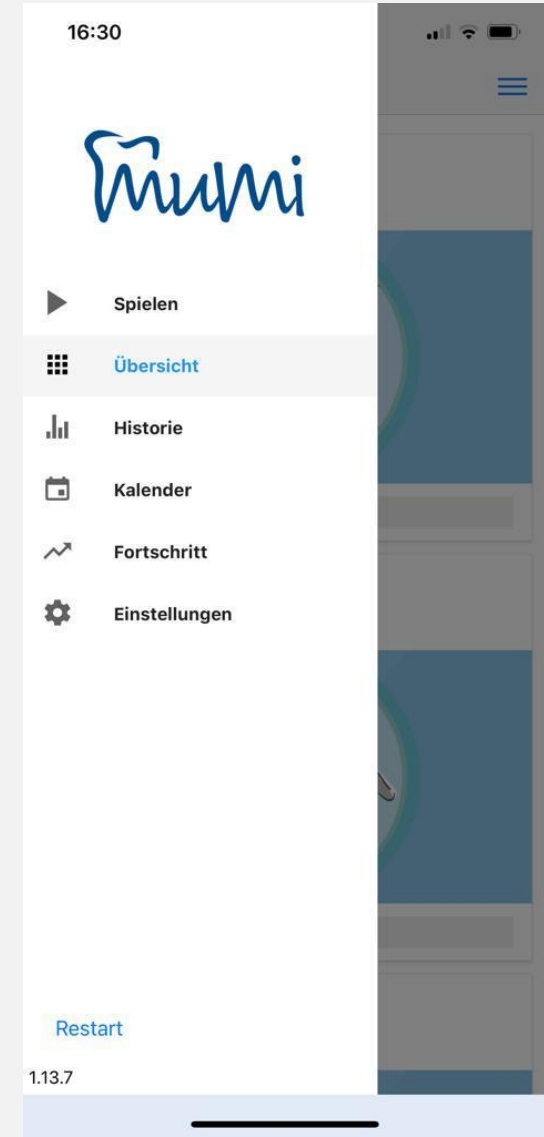 16:30
mumi
Spielen
Übersicht
Historie
Kalender
Fortschritt
Einstellungen
Restart
1.13.7